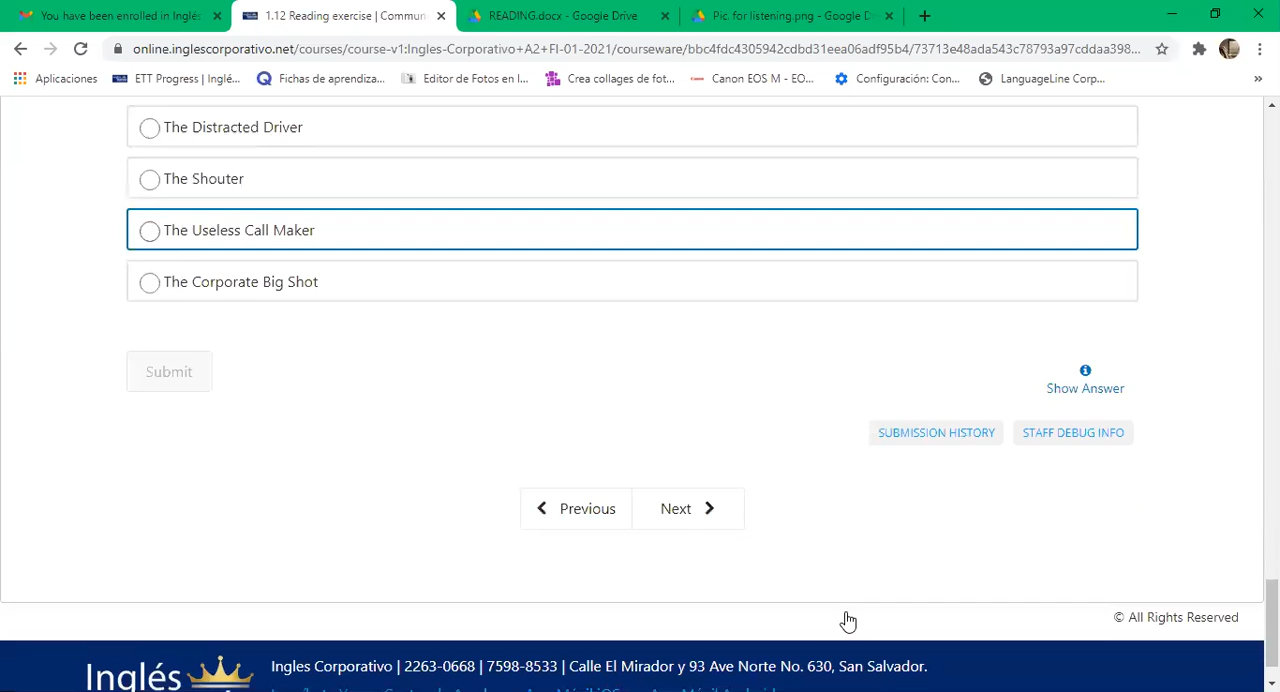 You have been enrolled in Inglés
1.12 Reading exercise | Commun
READING.docx - Google Drive
Pic. for listening.png - Google D
online.inglescorporativo.net/courses/course-v1:Ingles-Corporativo+A2+FI-01-2021/courseware/bbc4fdc4305942cdbd31eea06adf95b4/73713e48ada543c78793a97cddaa398...
Aplicaciones
ETT Progress | Inglé...
Fichas de aprendiza...
Editor de Fotos en l...
Crea collages de fot...
Canon EOS M - EO...
Configuración: Con...
LanguageLine Corp...
»
The Distracted Driver
The Shouter
The Useless Call Maker
The Corporate Big Shot
Submit
Show Answer
SUBMISSION HISTORY
STAFF DEBUG INFO
Previous
Next
© All Rights Reserved
Inglés
Ingles Corporativo | 2263-0668 | 7598-8533 | Calle El Mirador y 93 Ave Norte No. 630, San Salvador.